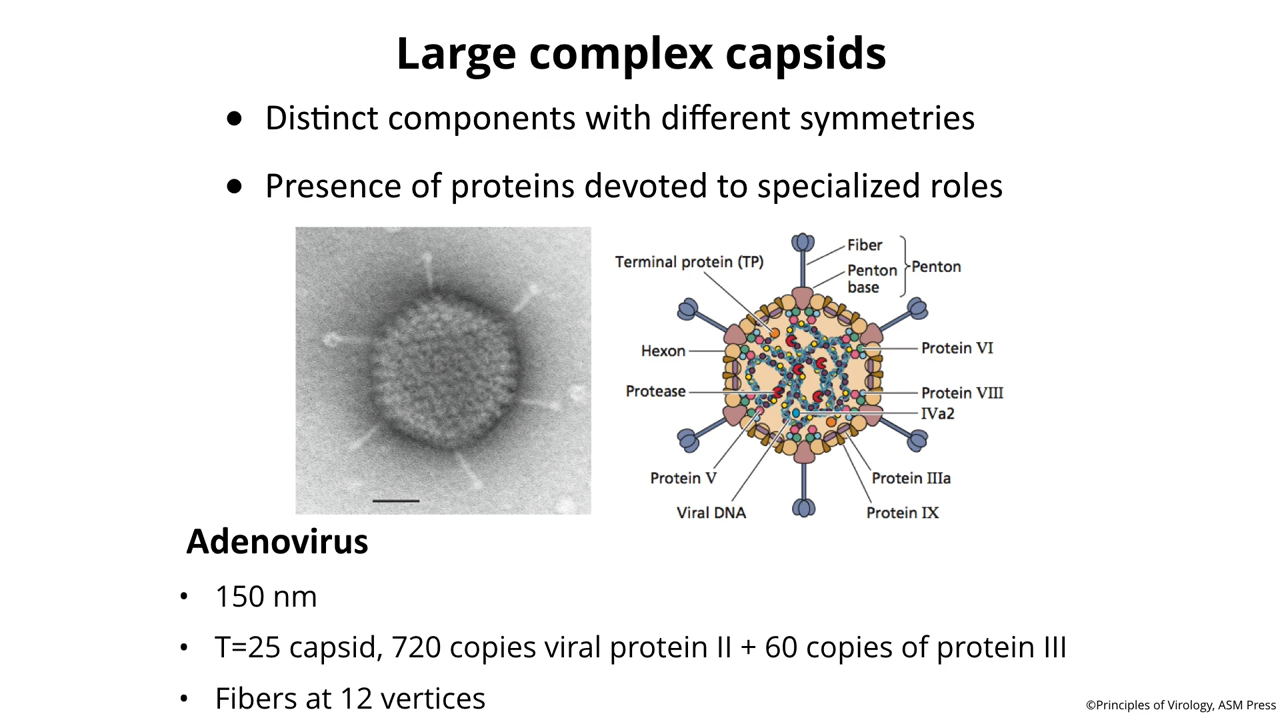 Large complex capsids
● Distinct components with different symmetries
● Presence of proteins devoted to specialized roles
Terminal protein (TP)
Fiber
Penton base
Penton
Hexon
Protein VI
Protease
Protein VIII
IVa2
Protein V
Protein IIIa
Viral DNA
Protein IX
Adenovirus
• 150 nm
• T=25 capsid, 720 copies viral protein II + 60 copies of protein III
• Fibers at 12 vertices
©Principles of Virology, ASM Press